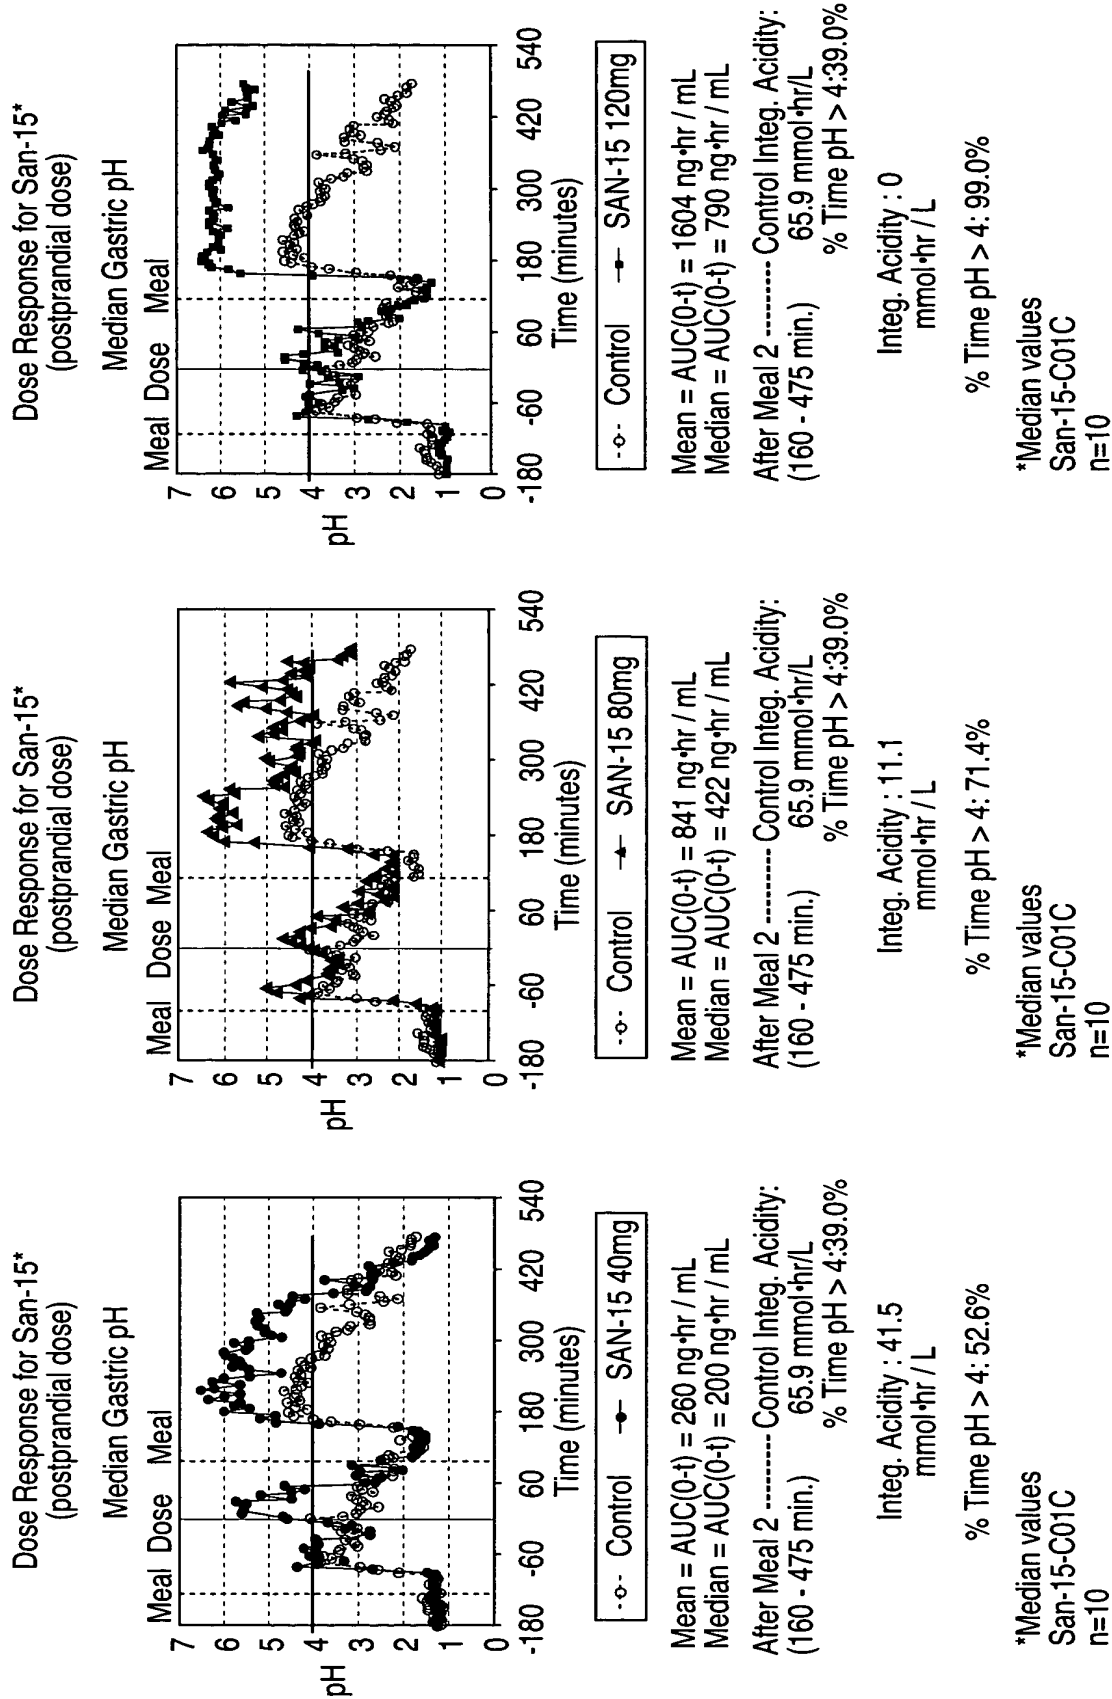 Dose Response for San-15*
(postprandial dose)
Median Gastric pH
Meal Dose Meal
7
6
5
4
3
2
1
0
pH
-180 -60 60 180 300 420 540
Time (minutes)
Control SAN-15 40mg
Mean = AUC(0-t) = 260 ng•hr / mL
Median = AUC(0-t) = 200 ng•hr / mL
After Meal 2 --------- Control Integ. Acidity:
(160 - 475 min.) 65.9 mmol•hr/L
% Time pH > 4:39.0%
Integ. Acidity : 41.5
mmol•hr / L
% Time pH > 4: 52.6%
*Median values
San-15-C01C
n=10
Dose Response for San-15*
(postprandial dose)
Median Gastric pH
Meal Dose Meal
7
6
5
4
3
2
1
0
pH
-180 -60 60 180 300 420 540
Time (minutes)
Control SAN-15 80mg
Mean = AUC(0-t) = 841 ng•hr / mL
Median = AUC(0-t) = 422 ng•hr / mL
After Meal 2 --------- Control Integ. Acidity:
(160 - 475 min.) 65.9 mmol•hr/L
% Time pH > 4:39.0%
Integ. Acidity : 11.1
mmol•hr / L
% Time pH > 4: 71.4%
*Median values
San-15-C01C
n=10
Dose Response for San-15*
(postprandial dose)
Median Gastric pH
Meal Dose Meal
7
6
5
4
3
2
1
0
pH
-180 -60 60 180 300 420 540
Time (minutes)
Control SAN-15 120mg
Mean = AUC(0-t) = 1604 ng•hr / mL
Median = AUC(0-t) = 790 ng•hr / mL
After Meal 2 --------- Control Integ. Acidity:
(160 - 475 min.) 65.9 mmol•hr/L
% Time pH > 4:39.0%
Integ. Acidity : 0
mmol•hr / L
% Time pH > 4: 99.0%
*Median values
San-15-C01C
n=10